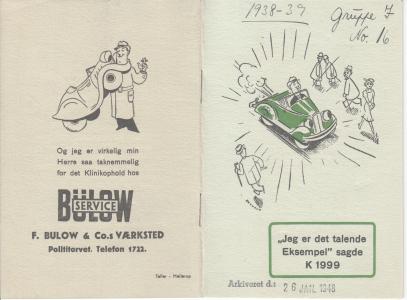 Og jeg er virkelig min
Herre saa taknemmelig
for det Klinikophold hos
BÜLOW
SERVICE
F. BULOW & Co.s VÆRKSTED
Polititorvet. Telefon 1722.
1938-39
Gruppe 7
No. 16
"Jeg er det talende
Eksempel" sagde
K 1999
Arkiveret d.: 26 JAN. 1948